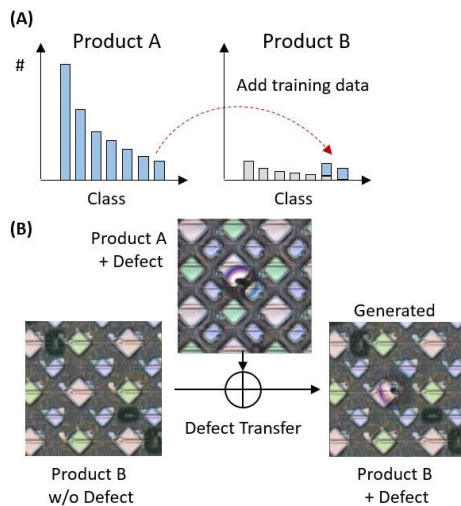 (A)
Product A
Product B
#
Add training data
Class
Class
(B)
Product A
+ Defect
Generated
Defect Transfer
Product B
w/o Defect
Product B
+ Defect